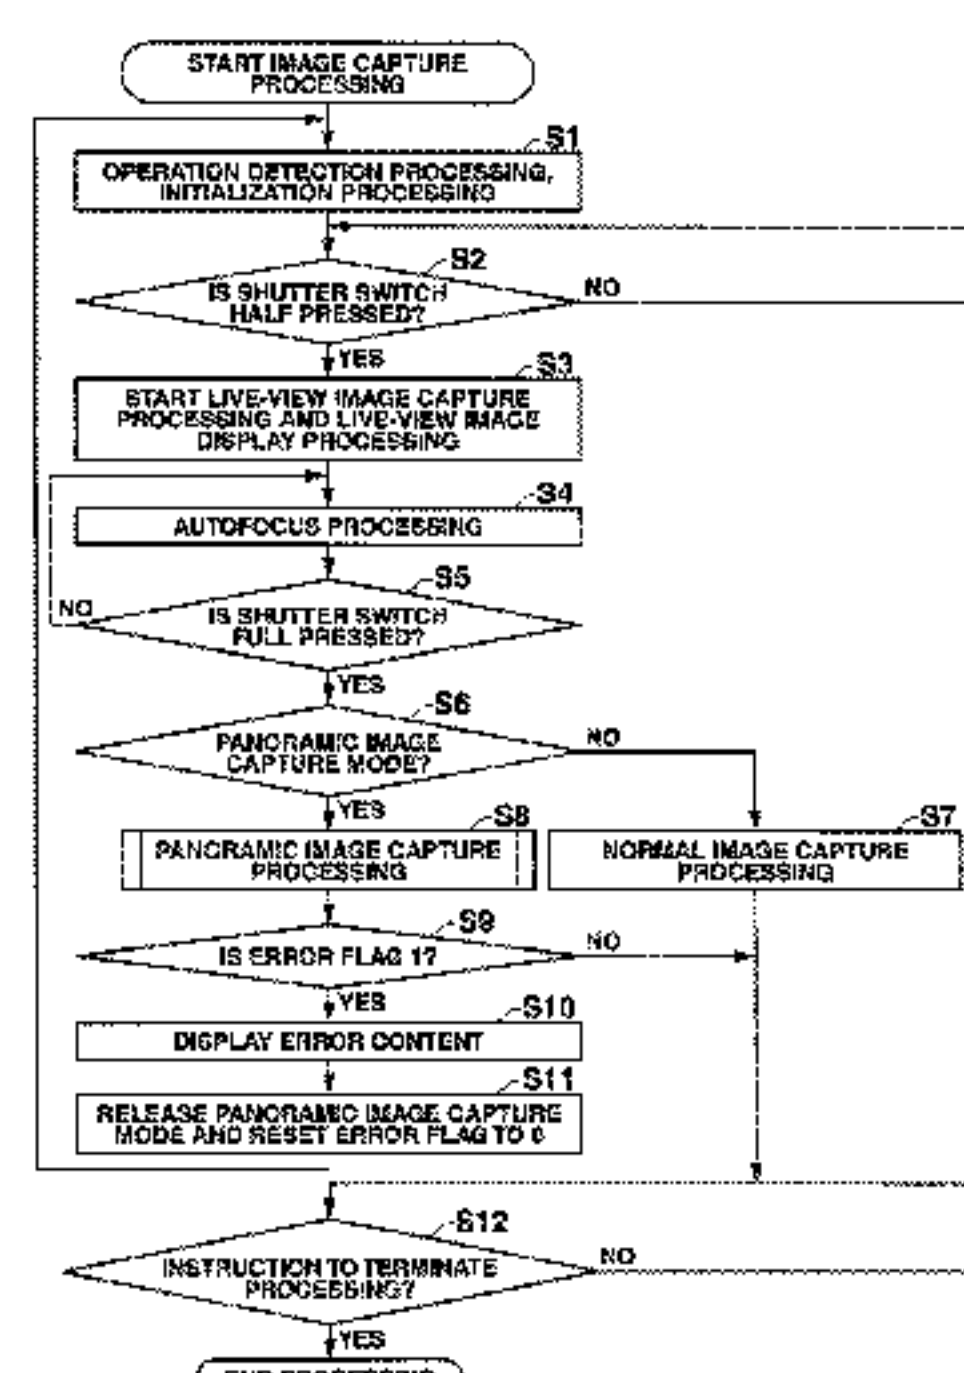 START IMAGE CAPTURE
PROCESSING
S1
OPERATION DETECTION PROCESSING,
INITIALIZATION PROCESSING
S2
IS SHUTTER SWITCH
HALF PRESSED?
NO
YES
S3
START LIVE-VIEW IMAGE CAPTURE
PROCESSING AND LIVE-VIEW IMAGE
DISPLAY PROCESSING
S4
AUTOFOCUS PROCESSING
S5
IS SHUTTER SWITCH
FULL PRESSED?
NO
YES
S6
PANORAMIC IMAGE
CAPTURE MODE?
NO
YES
S8
PANORAMIC IMAGE CAPTURE
PROCESSING
S7
NORMAL IMAGE CAPTURE
PROCESSING
S9
IS ERROR FLAG 1?
NO
YES
S10
DISPLAY ERROR CONTENT
S11
RELEASE PANORAMIC IMAGE CAPTURE
MODE AND RESET ERROR FLAG TO 0
S12
INSTRUCTION TO TERMINATE
PROCESSING?
NO
YES